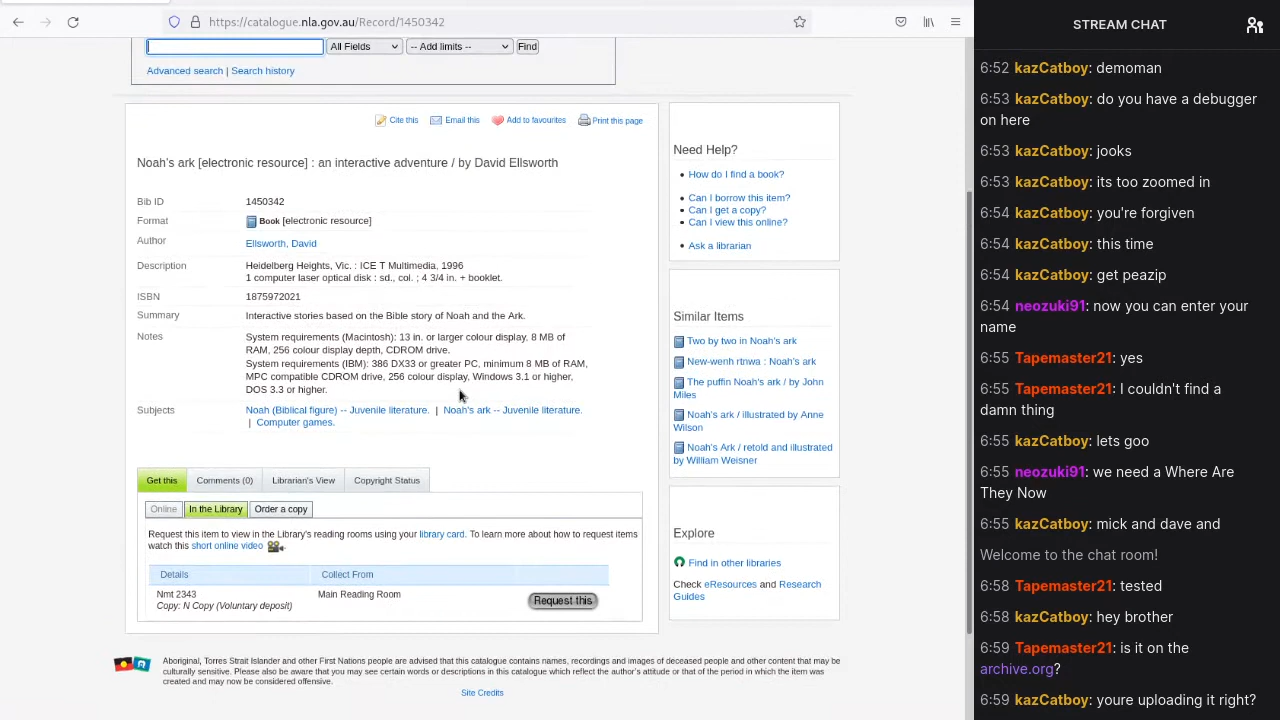 https://catalogue.nla.gov.au/Record/1450342
All Fields
-- Add limits --
Find
Advanced search | Search history
Cite this
Email this
Add to favourites
Print this page
Noah's ark [electronic resource] : an interactive adventure / by David Ellsworth
Bib ID 1450342
Format Book [electronic resource]
Author Ellsworth, David
Description Heidelberg Heights, Vic. : ICE T Multimedia, 1996
1 computer laser optical disk : sd., col. ; 4 3/4 in. + booklet.
ISBN 1875972021
Summary Interactive stories based on the Bible story of Noah and the Ark.
Notes System requirements (Macintosh): 13 in. or larger colour display, 8 MB of
RAM, 256 colour display depth, CDROM drive.
System requirements (IBM): 386 DX33 or greater PC, minimum 8 MB of RAM,
MPC compatible CDROM drive, 256 colour display, Windows 3.1 or higher,
DOS 3.3 or higher.
Subjects Noah (Biblical figure) -- Juvenile literature. | Noah's ark -- Juvenile literature.
| Computer games.
Get this
Comments (0)
Librarian's View
Copyright Status
Online
In the Library
Order a copy
Request this item to view in the Library's reading rooms using your library card. To learn more about how to request items
watch this short online video
Details Collect From
Nmt 2343 Main Reading Room
Copy: N Copy (Voluntary deposit)
Request this
Need Help?
How do I find a book?
Can I borrow this item?
Can I get a copy?
Can I view this online?
Ask a librarian
Similar Items
Two by two in Noah's ark
New-wenh rtnwa : Noah's ark
The puffin Noah's ark / by John
Miles
Noah's ark / illustrated by Anne
Wilson
Noah's Ark / retold and illustrated
by William Weisner
Explore
Find in other libraries
Check eResources and Research
Guides
Aboriginal, Torres Strait Islander and other First Nations people are advised that this catalogue contains names, recordings and images of deceased people and other content that may be
culturally sensitive. Please also be aware that you may see certain words or descriptions in this catalogue which reflect the author's attitude or that of the period in which the item was
created and may now be considered offensive.
Site Credits
STREAM CHAT
6:52 kazCatboy: demoman
6:53 kazCatboy: do you have a debugger
on here
6:53 kazCatboy: jooks
6:53 kazCatboy: its too zoomed in
6:54 kazCatboy: you're forgiven
6:54 kazCatboy: this time
6:54 kazCatboy: get peazip
6:54 neozuki91: now you can enter your
name
6:55 Tapemaster21: yes
6:55 Tapemaster21: I couldn't find a
damn thing
6:55 kazCatboy: lets goo
6:55 neozuki91: we need a Where Are
They Now
6:55 kazCatboy: mick and dave and
Welcome to the chat room!
6:58 Tapemaster21: tested
6:58 kazCatboy: hey brother
6:59 Tapemaster21: is it on the
archive.org?
6:59 kazCatboy: youre uploading it right?